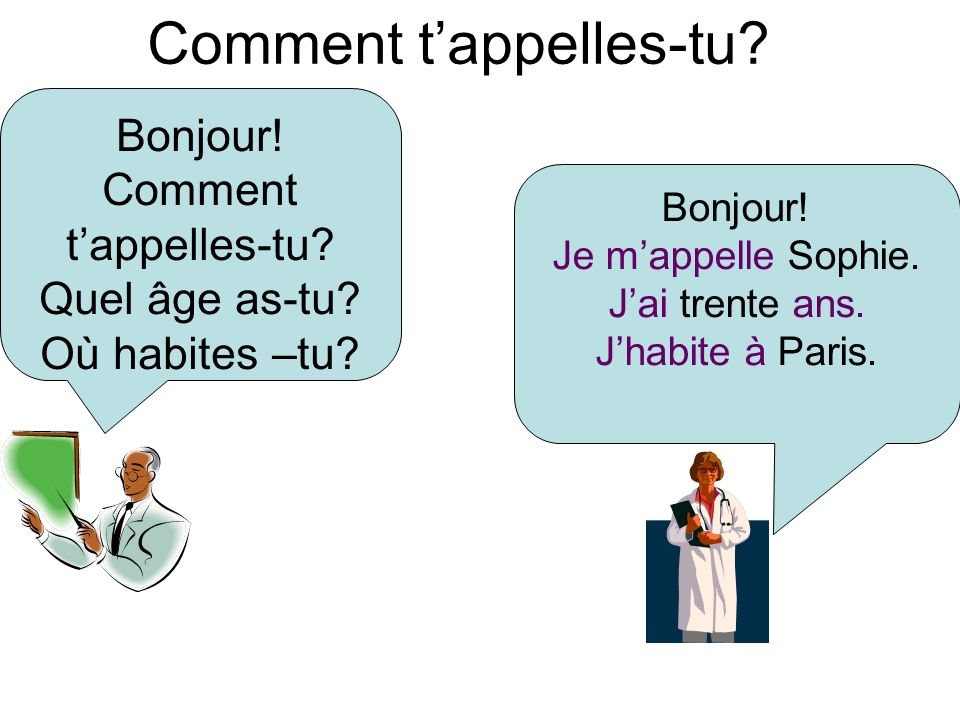 Comment t’appelles-tu?
Bonjour!
Comment
t’appelles-tu?
Quel âge as-tu?
Où habites –tu?
Bonjour!
Je m’appelle Sophie.
J’ai trente ans.
J’habite à Paris.